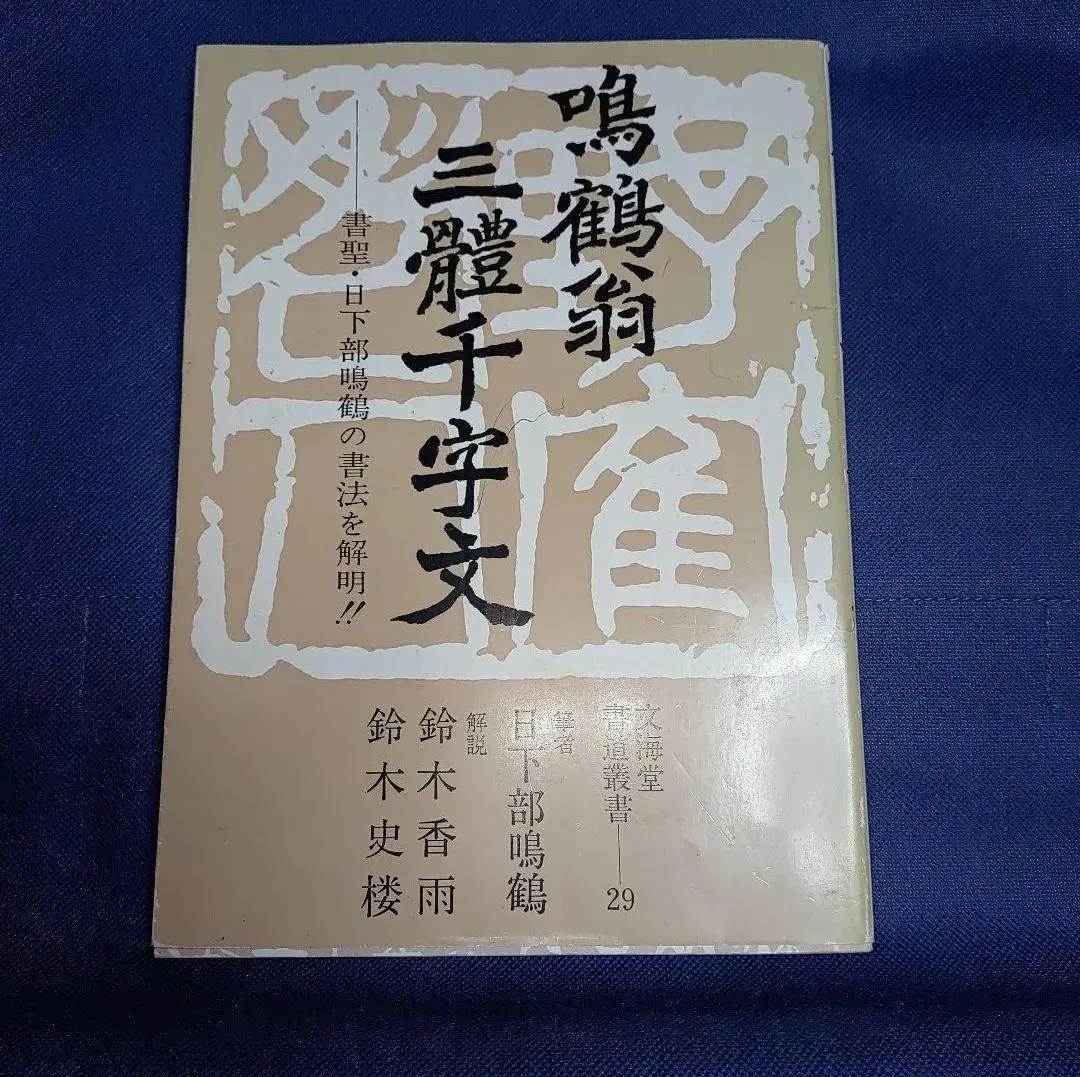 鳴鶴翁
三體千字文
――書聖・日下部鳴鶴の書法を解明!!
文海堂
書道叢書――29
筆者
日下部鳴鶴
解説
鈴木香雨
鈴木史楼